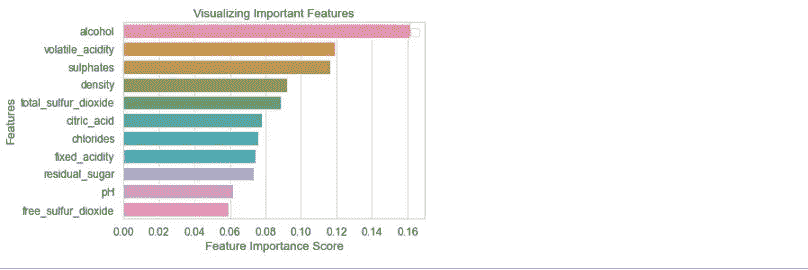 Visualizing Important Features
alcohol
volatile_acidity
sulphates
density
total_sulfur_dioxide
citric_acid
chlorides
fixed_acidity
residual_sugar
pH
free_sulfur_dioxide
Features
0.00 0.02 0.04 0.06 0.08 0.10 0.12 0.14 0.16
Feature Importance Score